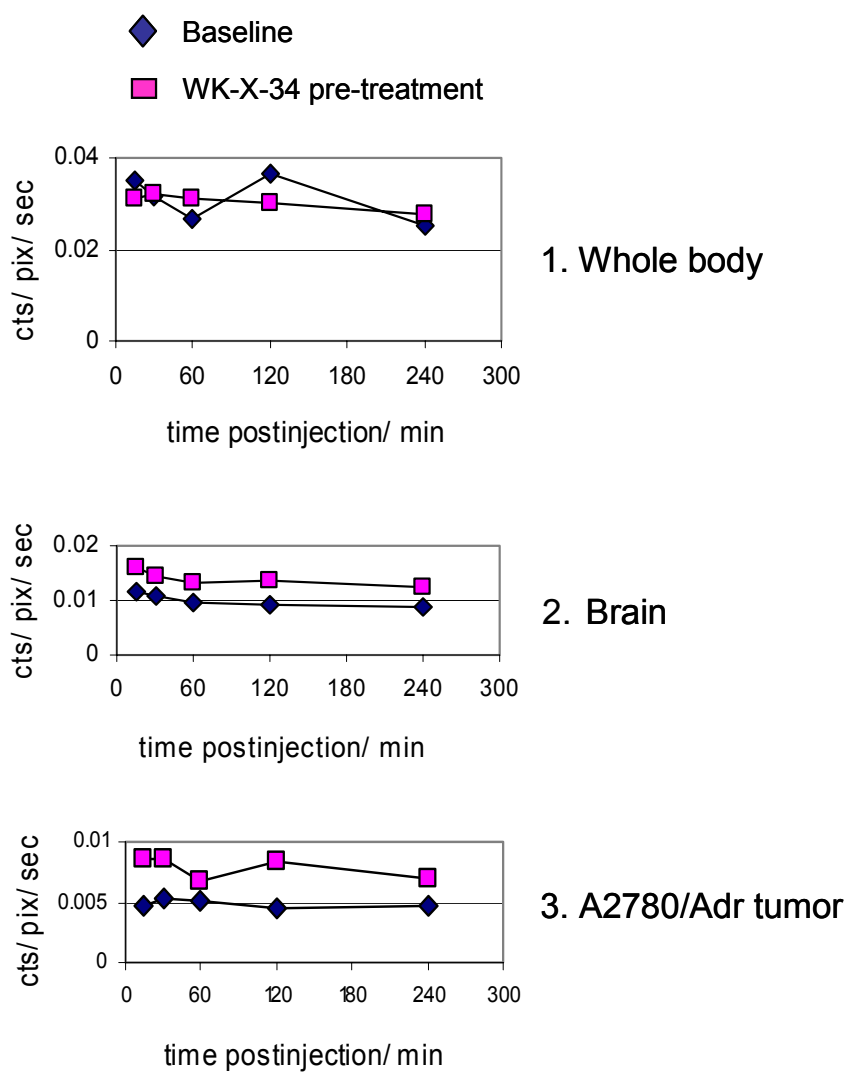 Baseline
WK-X-34 pre-treatment
0.04
0.02
0
cts/ pix/ sec
0 60 120 180 240 300
time postinjection/ min
1. Whole body
0.02
0.01
0
cts/ pix/ sec
0 60 120 180 240 300
time postinjection/ min
2. Brain
0.01
0.005
0
cts/ pix/ sec
0 60 120 180 240 300
time postinjection/ min
3. A2780/Adr tumor